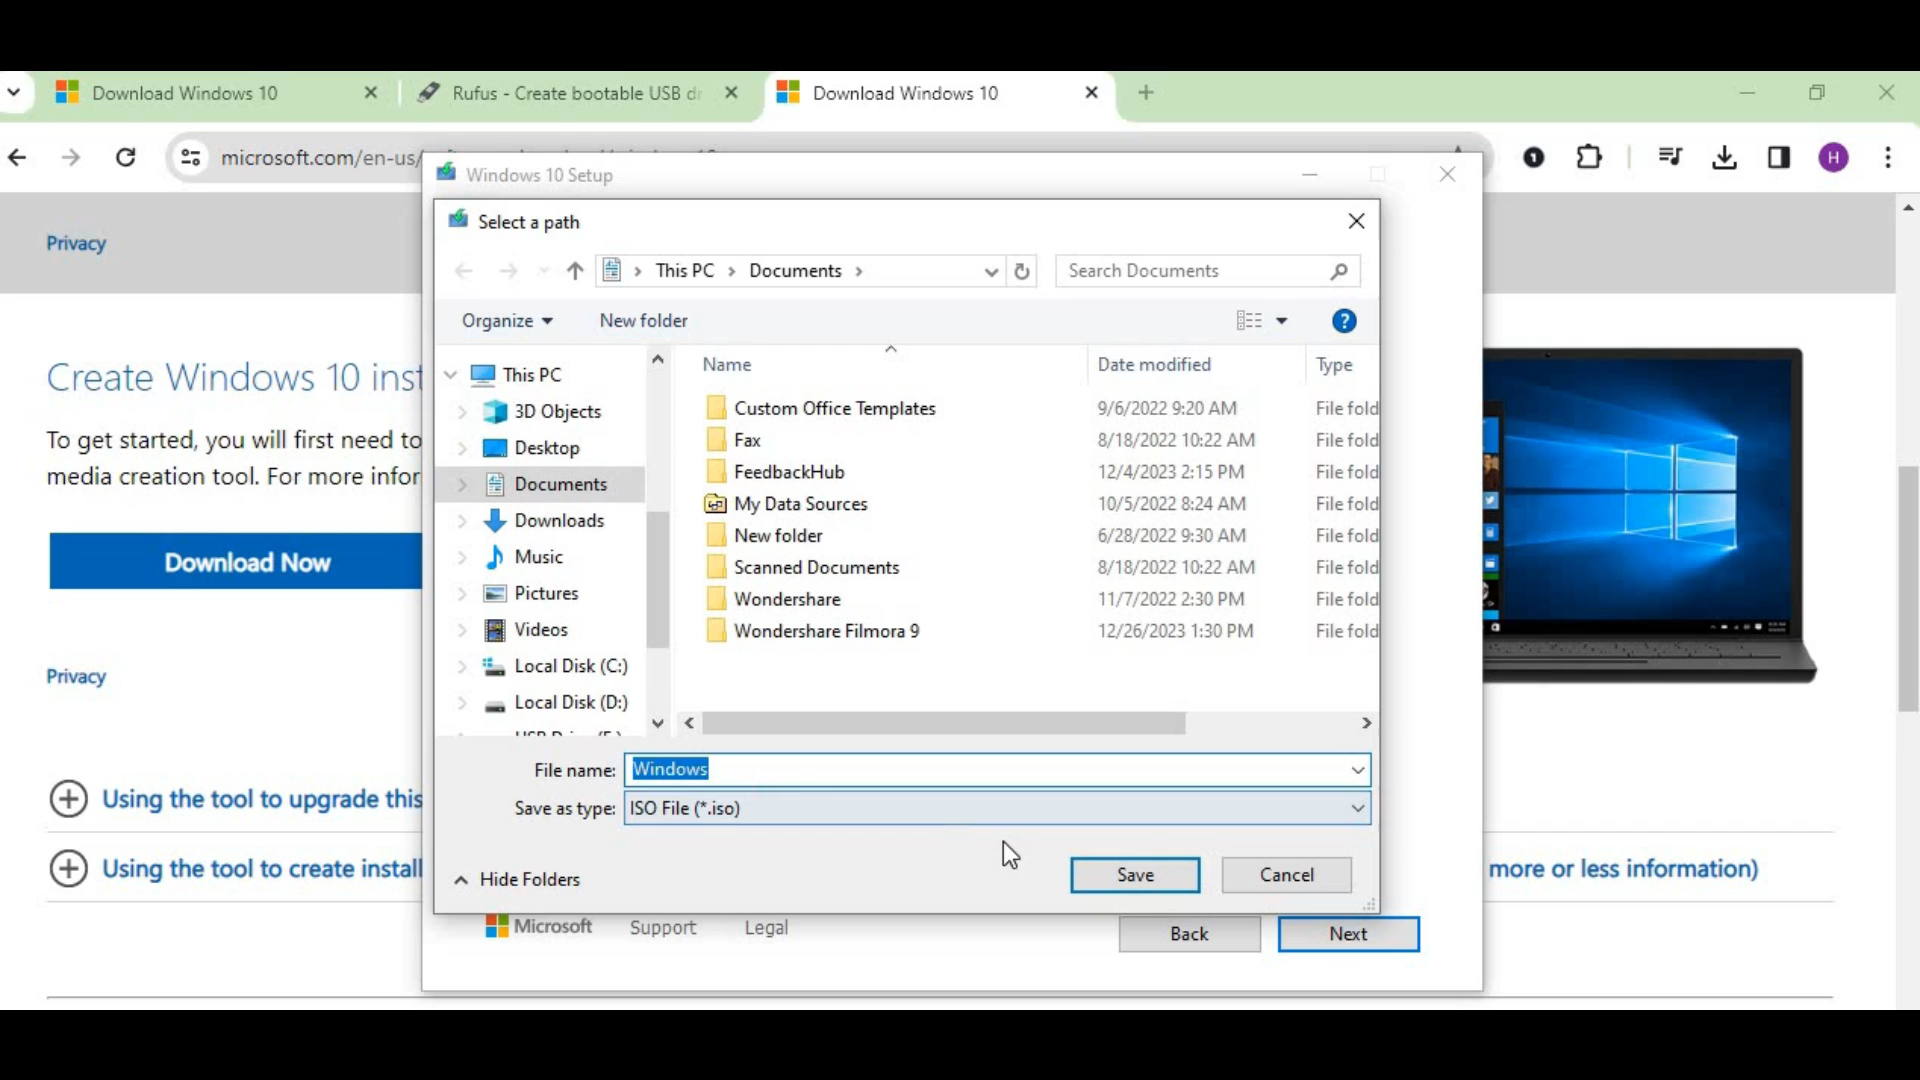 Download Windows 10
Rufus - Create bootable USB dr
Download Windows 10
microsoft.com/en-us/
H
Windows 10 Setup
Select a path
This PC > Documents >
Search Documents
Organize
New folder
This PC
3D Objects
Desktop
Documents
Downloads
Music
Pictures
Videos
Local Disk (C:)
Local Disk (D:)
Name Date modified Type
Custom Office Templates 9/6/2022 9:20 AM File fold
Fax 8/18/2022 10:22 AM File fold
FeedbackHub 12/4/2023 2:15 PM File fold
My Data Sources 10/5/2022 8:24 AM File fold
New folder 6/28/2022 9:30 AM File fold
Scanned Documents 8/18/2022 10:22 AM File fold
Wondershare 11/7/2022 2:30 PM File fold
Wondershare Filmora 9 12/26/2023 1:30 PM File fold
File name: Windows
Save as type: ISO File (*.iso)
Hide Folders
Save
Cancel
Microsoft
Support
Legal
Back
Next
Privacy
Create Windows 10 inst
To get started, you will first need to
media creation tool. For more infor
Download Now
Privacy
Using the tool to upgrade this
Using the tool to create install
more or less information)